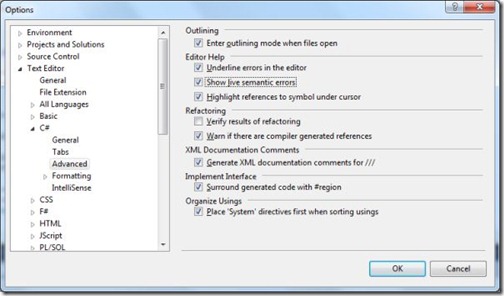 Options
Environment
Projects and Solutions
Source Control
Text Editor
General
File Extension
All Languages
Basic
C#
General
Tabs
Advanced
Formatting
IntelliSense
CSS
F#
HTML
JScript
PL/SQL
Outlining
Enter outlining mode when files open
Editor Help
Underline errors in the editor
Show live semantic errors
Highlight references to symbol under cursor
Refactoring
Verify results of refactoring
Warn if there are compiler generated references
XML Documentation Comments
Generate XML documentation comments for ///
Implement Interface
Surround generated code with #region
Organize Usings
Place 'System' directives first when sorting usings
OK
Cancel